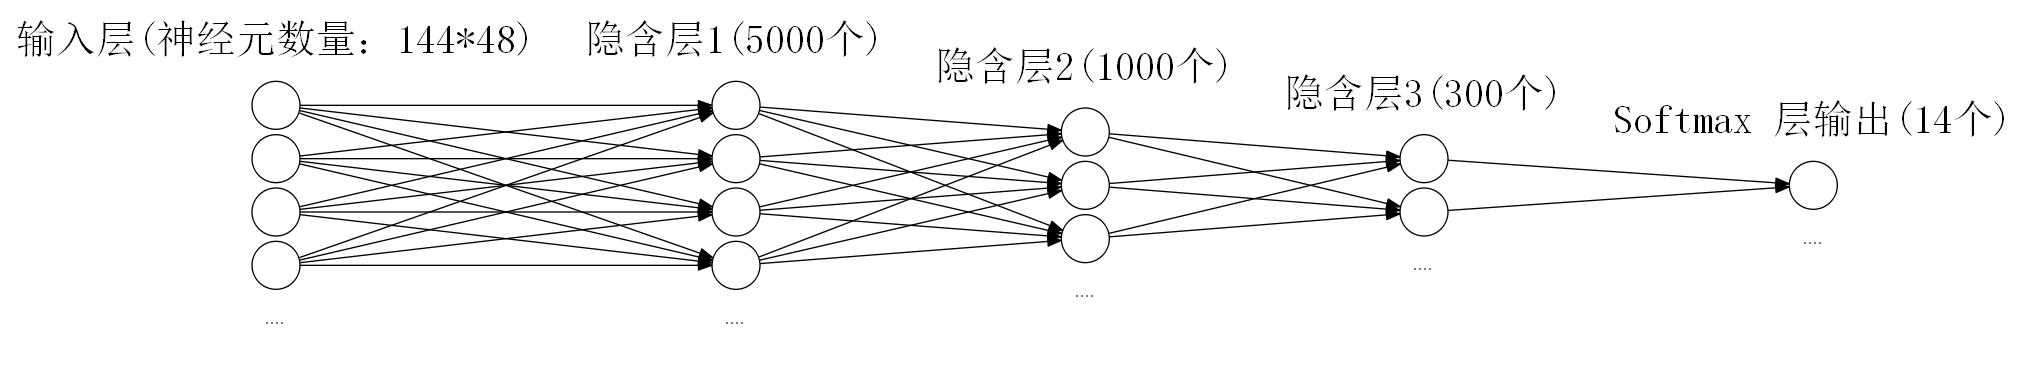 输入层(神经元数量：144*48)
隐含层1(5000个)
隐含层2(1000个)
隐含层3(300个)
Softmax 层输出(14个)
....
....
....
....
....